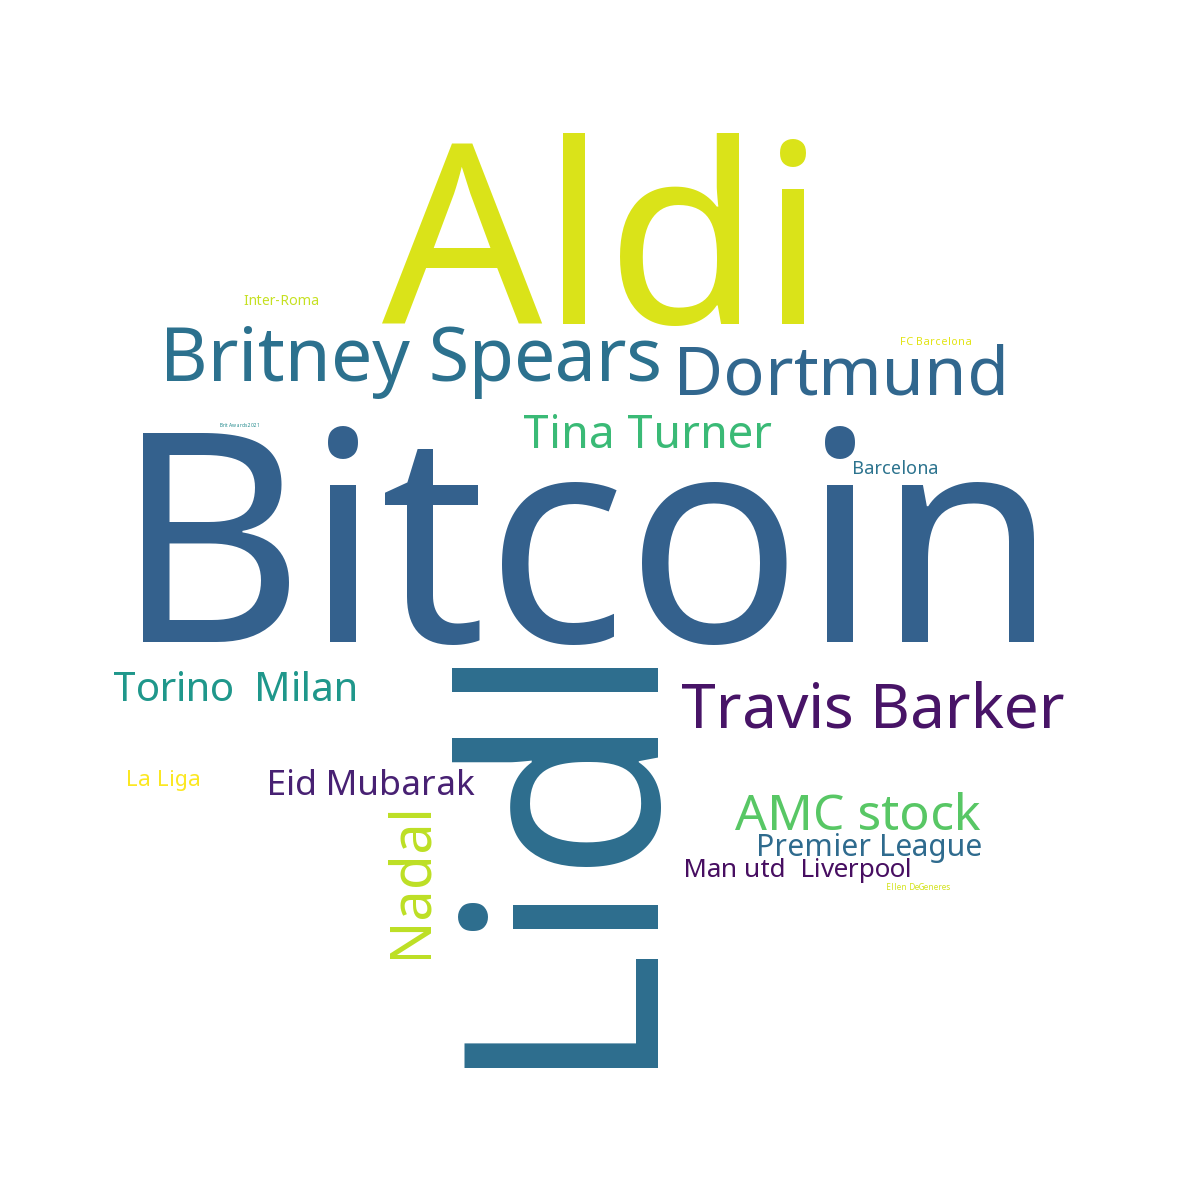 Aldi
Inter-Roma
Britney Spears
Dortmund
FC Barcelona
Tina Turner
Brit Awards 2021
Barcelona
Bitcoin
Lidl
Torino  Milan
Travis Barker
La Liga
Eid Mubarak
Nadal
AMC stock
Premier League
Man utd  Liverpool
Ellen DeGeneres